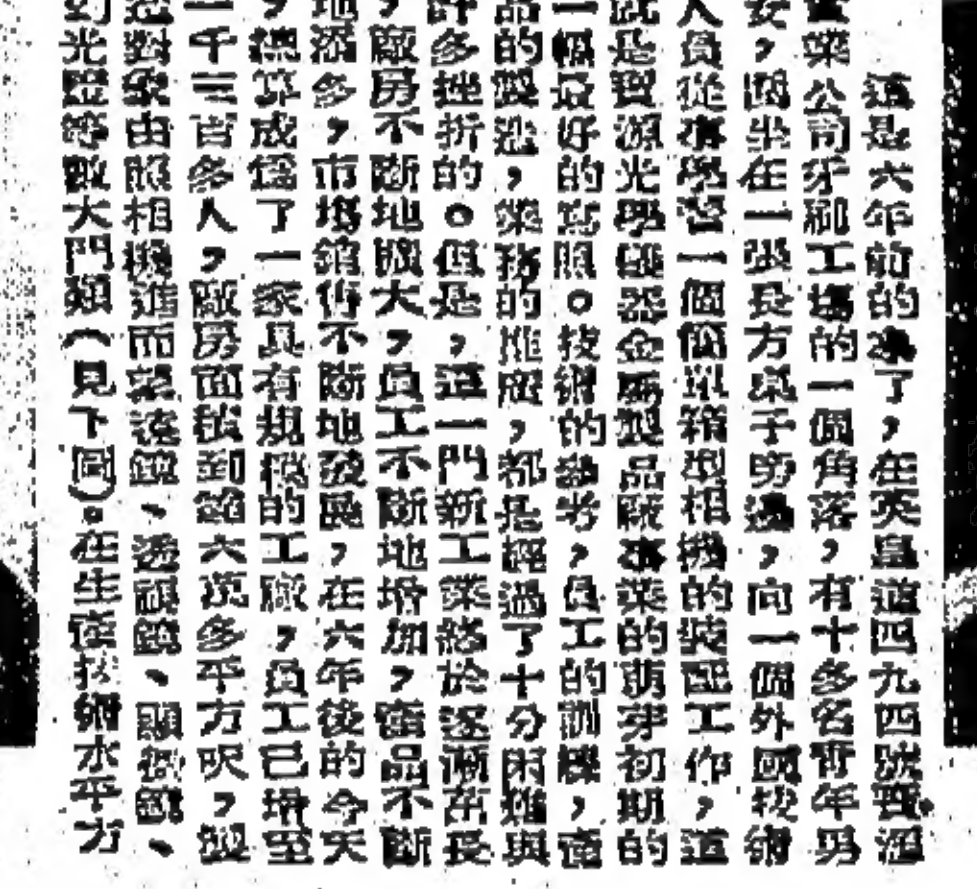 這是六年前的事了，在英皇道四九四號寶源
實業公司牙刷工場的一個角落，有十多名青年男
女，圍坐在一張長方桌子旁邊，向一個外國技術
人員從事學習一個個單箱型相機的裝配工作，這
就是寶源光學儀器金屬製品廠事業的萌芽初期的
一幀最好的寫照。技術的參考，員工的訓練，產
品的製造，業務的推廣，都是經過了十分困難與
許多挫折的。但是，這一門新工業終於逐漸茁長
，廠房不斷地擴大，員工不斷地增加，產品不斷
地添多，市場銷售不斷地發展，在六年後的今天
，總算成為了一家具有規模的工廠，員工已增至
一千三百多人，廠房面積到館六萬多平方呎，製
造對象由照相機進而望遠鏡、透視鏡、顯微鏡、
到光燈等數大門類（見下圖）。在生產技術水平方